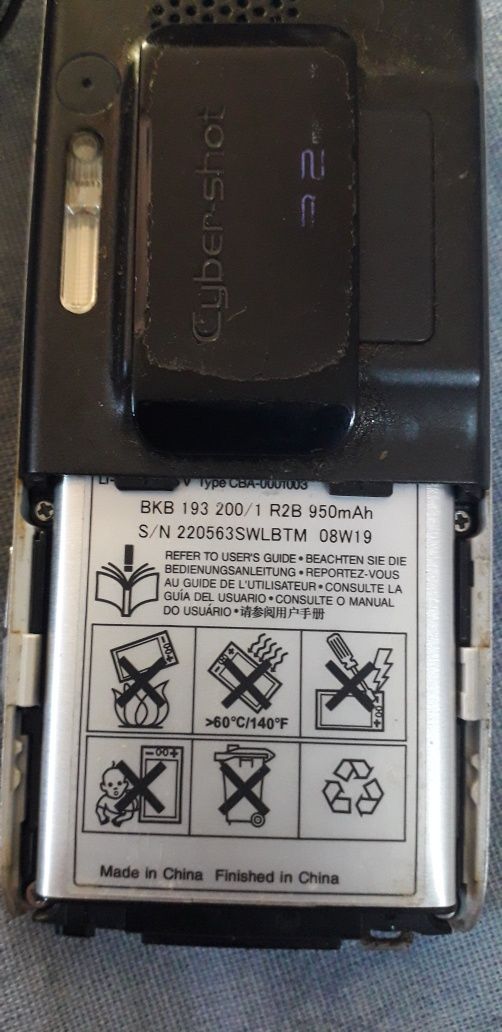 Cyber-shot
3.2
V Type CBA-0001003
BKB 193 200/1 R2B 950mAh
S/N 220563SWLBTM 08W19
REFER TO USER'S GUIDE • BEACHTEN SIE DIE
BEDIENUNGSANLEITUNG • REPORTEZ-VOUS
AU GUIDE DE L'UTILISATEUR • CONSULTE LA
GUÍA DEL USUARIO • CONSULTE O MANUAL
DO USUÁRIO • 请参阅用户手册
>60°C/140°F
Made in China Finished in China